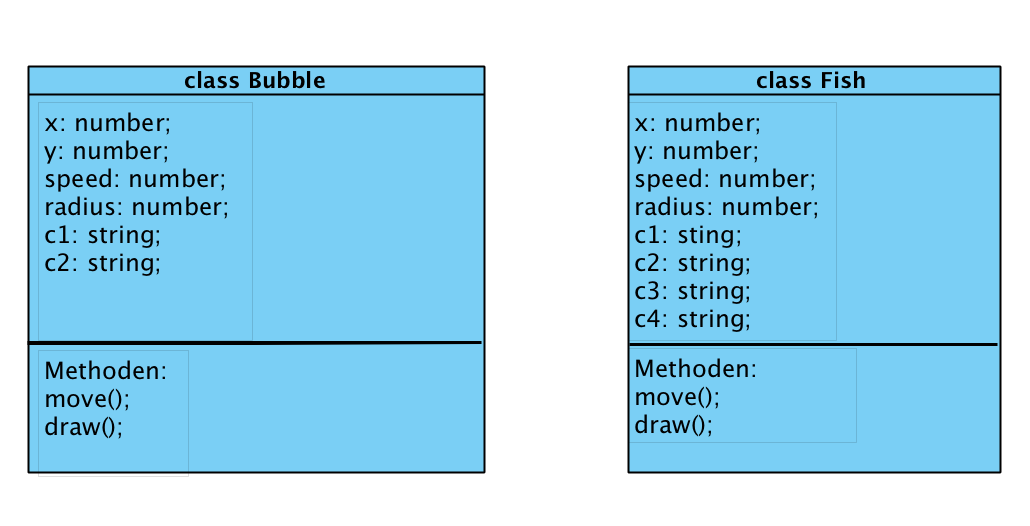 class Bubble
x: number;
y: number;
speed: number;
radius: number;
c1: string;
c2: string;
Methoden:
move();
draw();
class Fish
x: number;
y: number;
speed: number;
radius: number;
c1: sting;
c2: string;
c3: string;
c4: string;
Methoden:
move();
draw();